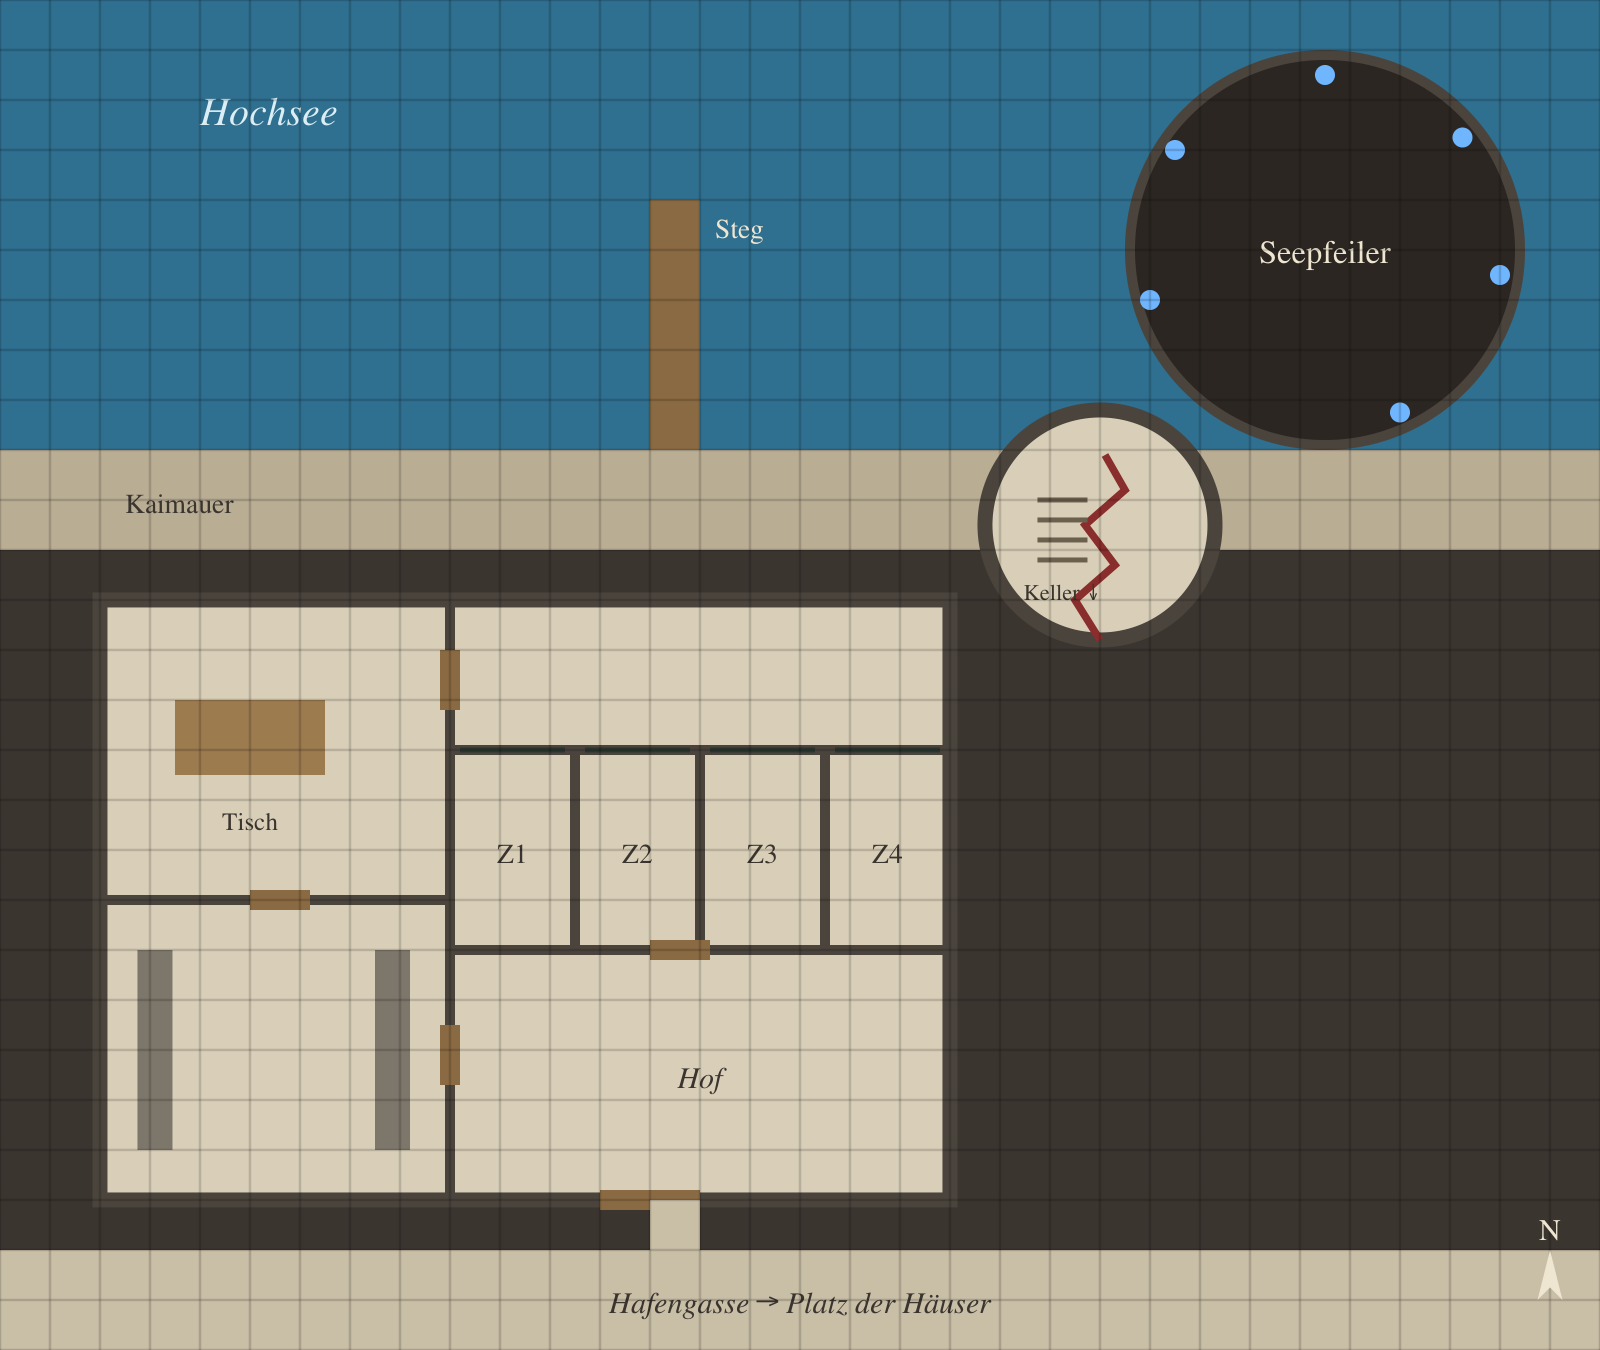 Hochsee
Steg
Seepfeiler
Kaimauer
Keller ↓
Tisch
Z1 Z2 Z3 Z4
Hof
N
Hafengasse → Platz der Häuser